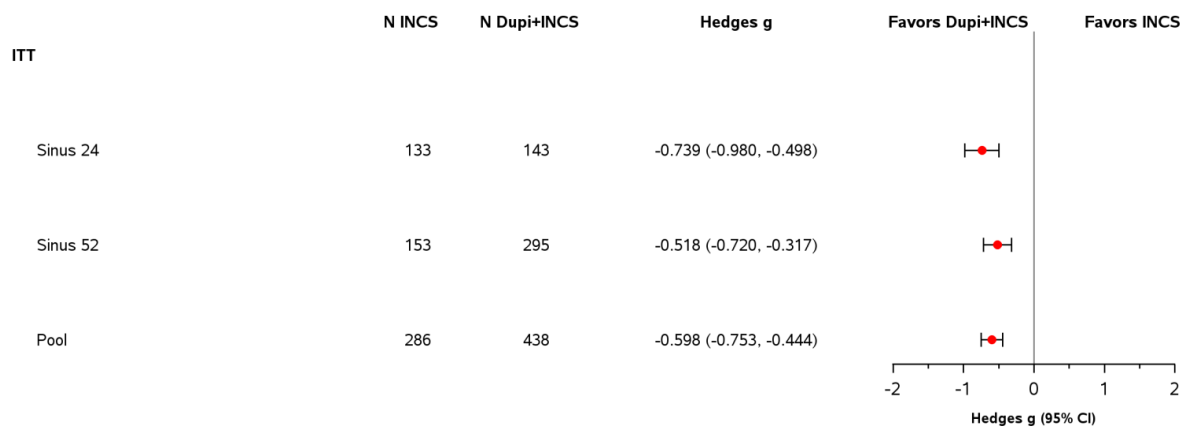 N INCS N Dupi+INCS Hedges g Favors Dupi+INCS Favors INCS
ITT
Sinus 24 133 143 -0.739 (-0.980, -0.498)
Sinus 52 153 295 -0.518 (-0.720, -0.317)
Pool 286 438 -0.598 (-0.753, -0.444)
-2 -1 0 1 2
Hedges g (95% CI)